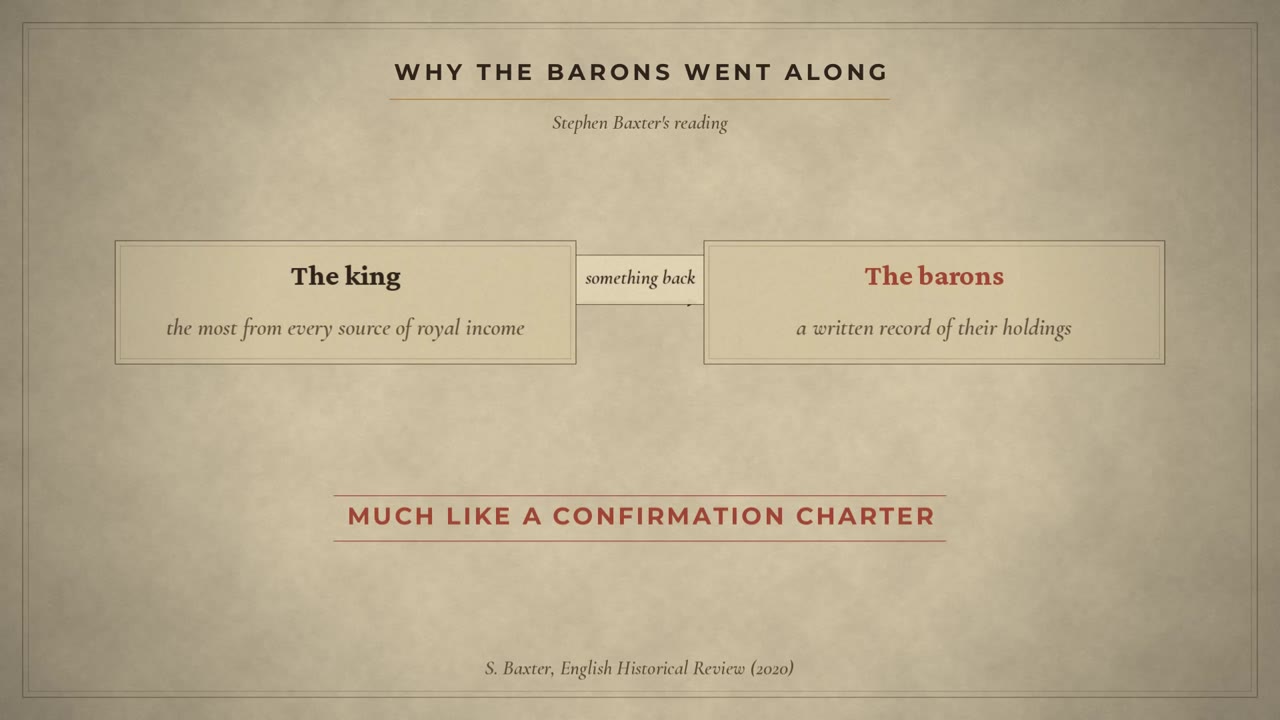 WHY THE BARONS WENT ALONG
Stephen Baxter's reading
The king
the most from every source of royal income
something back
The barons
a written record of their holdings
MUCH LIKE A CONFIRMATION CHARTER
S. Baxter, English Historical Review (2020)